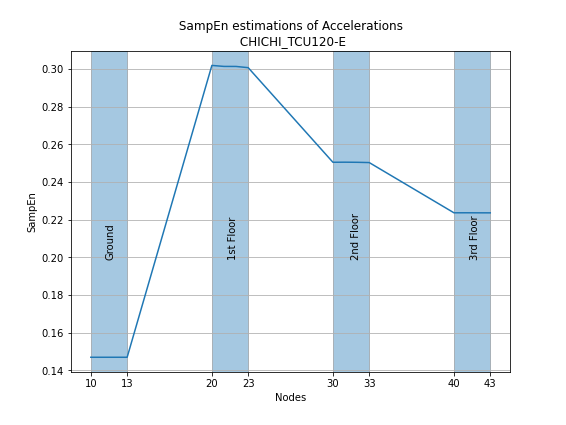 SampEn estimations of Accelerations
CHICHI_TCU120-E
0.30
0.28
0.26
0.24
0.22
0.20
0.18
0.16
0.14
SampEn
Ground
1st Floor
2nd Floor
3rd Floor
10 13 20 23 30 33 40 43
Nodes